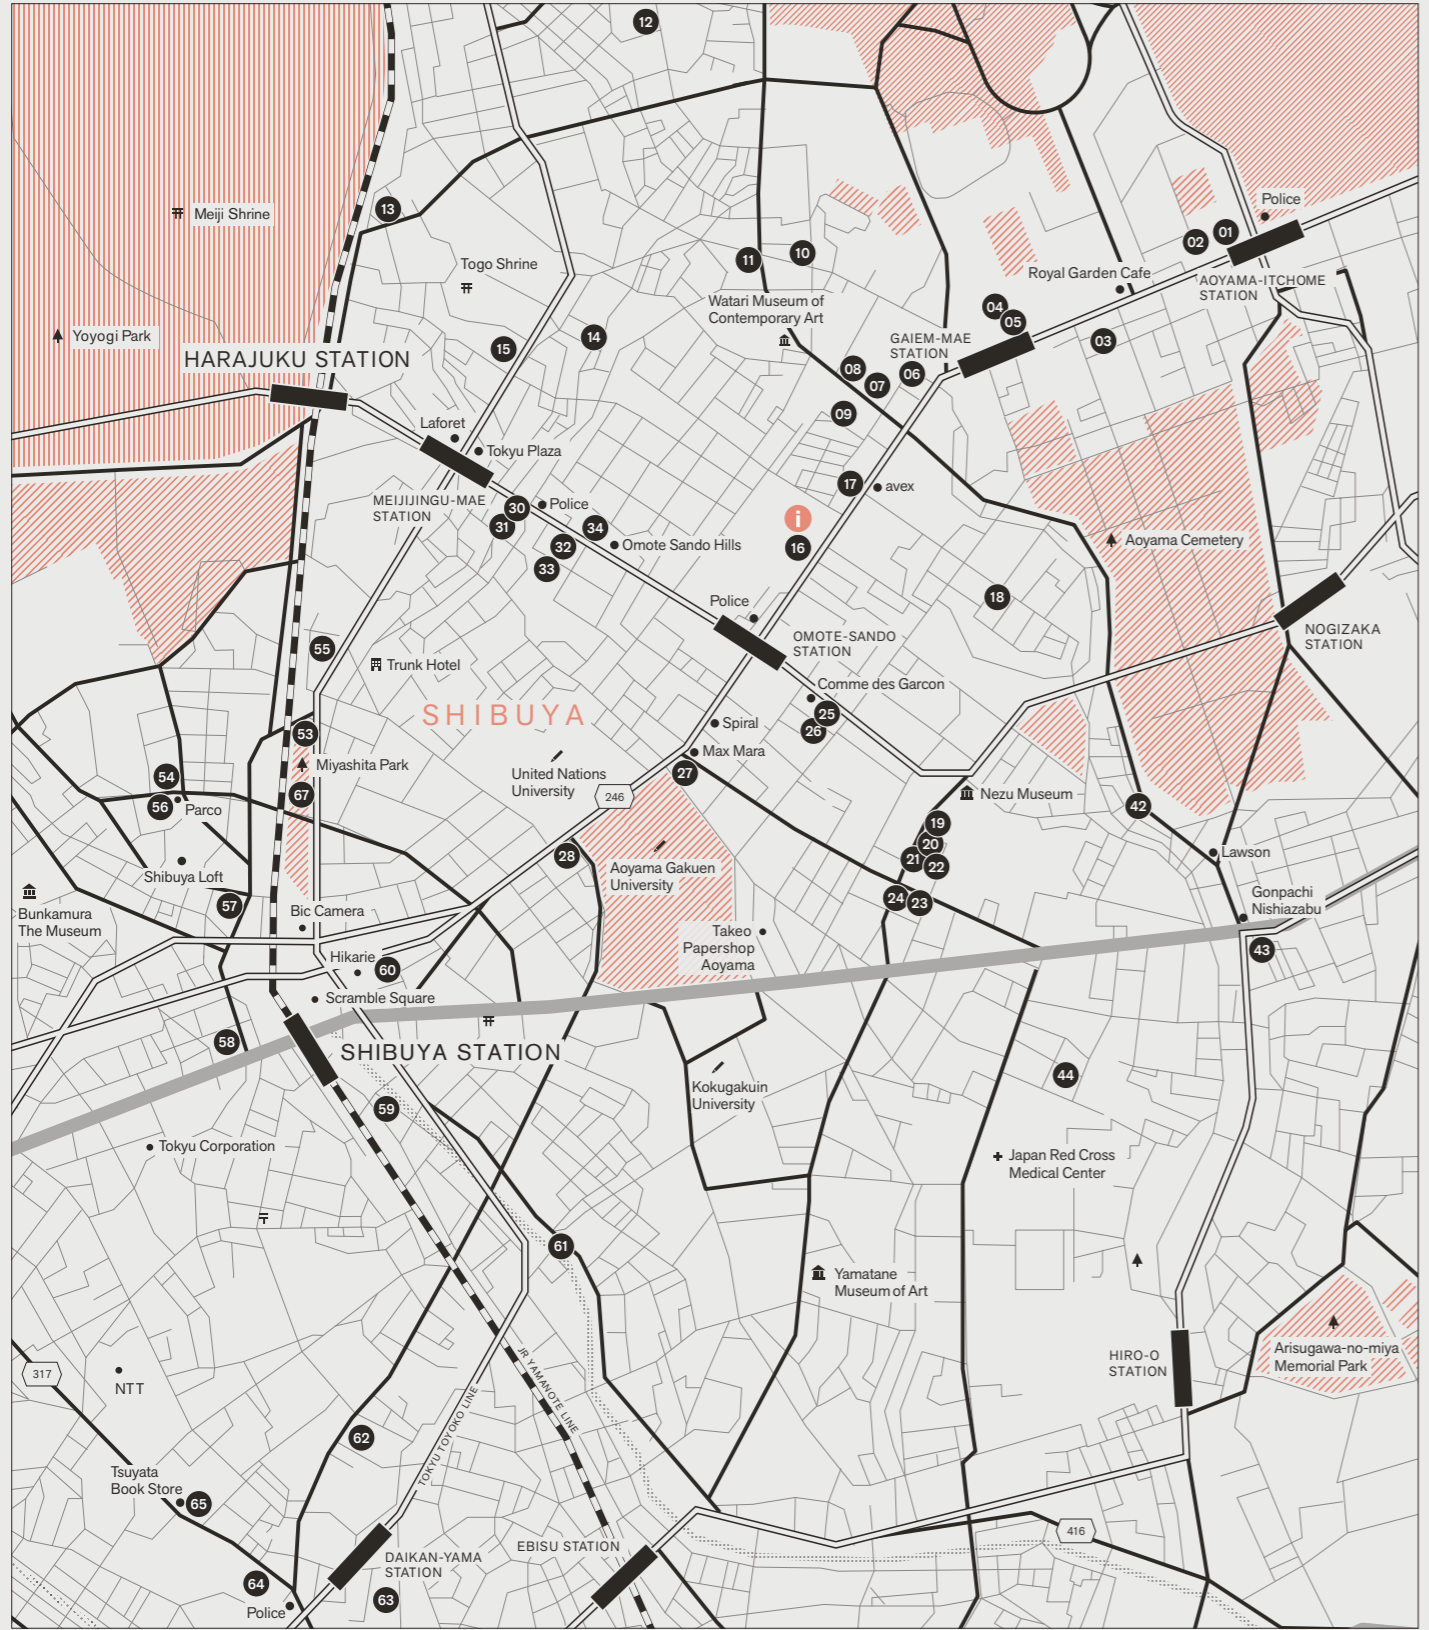 12
13
Meiji Shrine
Police
01
02
11
10
Togo Shrine
Royal Garden Cafe
AOYAMA-ITCHOME
STATION
Watari Museum of
Contemporary Art
04
05
03
Yoyogi Park
14
15
HARAJUKU STATION
GAIEM-MAE
STATION
08
07
06
09
Laforet
Tokyu Plaza
MEIJIJINGU-MAE
STATION
17
avex
30
Police
31
34
32
Omote Sando Hills
33
i
16
Aoyama Cemetery
18
Police
OMOTE-SANDO
STATION
NOGIZAKA
STATION
55
Trunk Hotel
SHIBUYA
Comme des Garcon
25
26
Spiral
Max Mara
27
53
Miyashita Park
67
54
56
Parco
United Nations
University
246
Nezu Museum
42
19
20
21
22
24
23
Lawson
28
Aoyama Gakuen
University
Shibuya Loft
57
Bunkamura
The Museum
Bic Camera
Gonpachi
Nishiazabu
43
Takeo
Papershop
Aoyama
Hikarie
60
Scramble Square
58
SHIBUYA STATION
59
Kokugakuin
University
44
Tokyu Corporation
Japan Red Cross
Medical Center
61
Yamatane
Museum of Art
HIRO-O
STATION
Arisugawa-no-miya
Memorial Park
317
NTT
JR YAMANOTE LINE
TOKYU TOYOKO LINE
62
Tsuyata
Book Store
65
416
EBISU STATION
DAIKAN-YAMA
STATION
64
Police
63